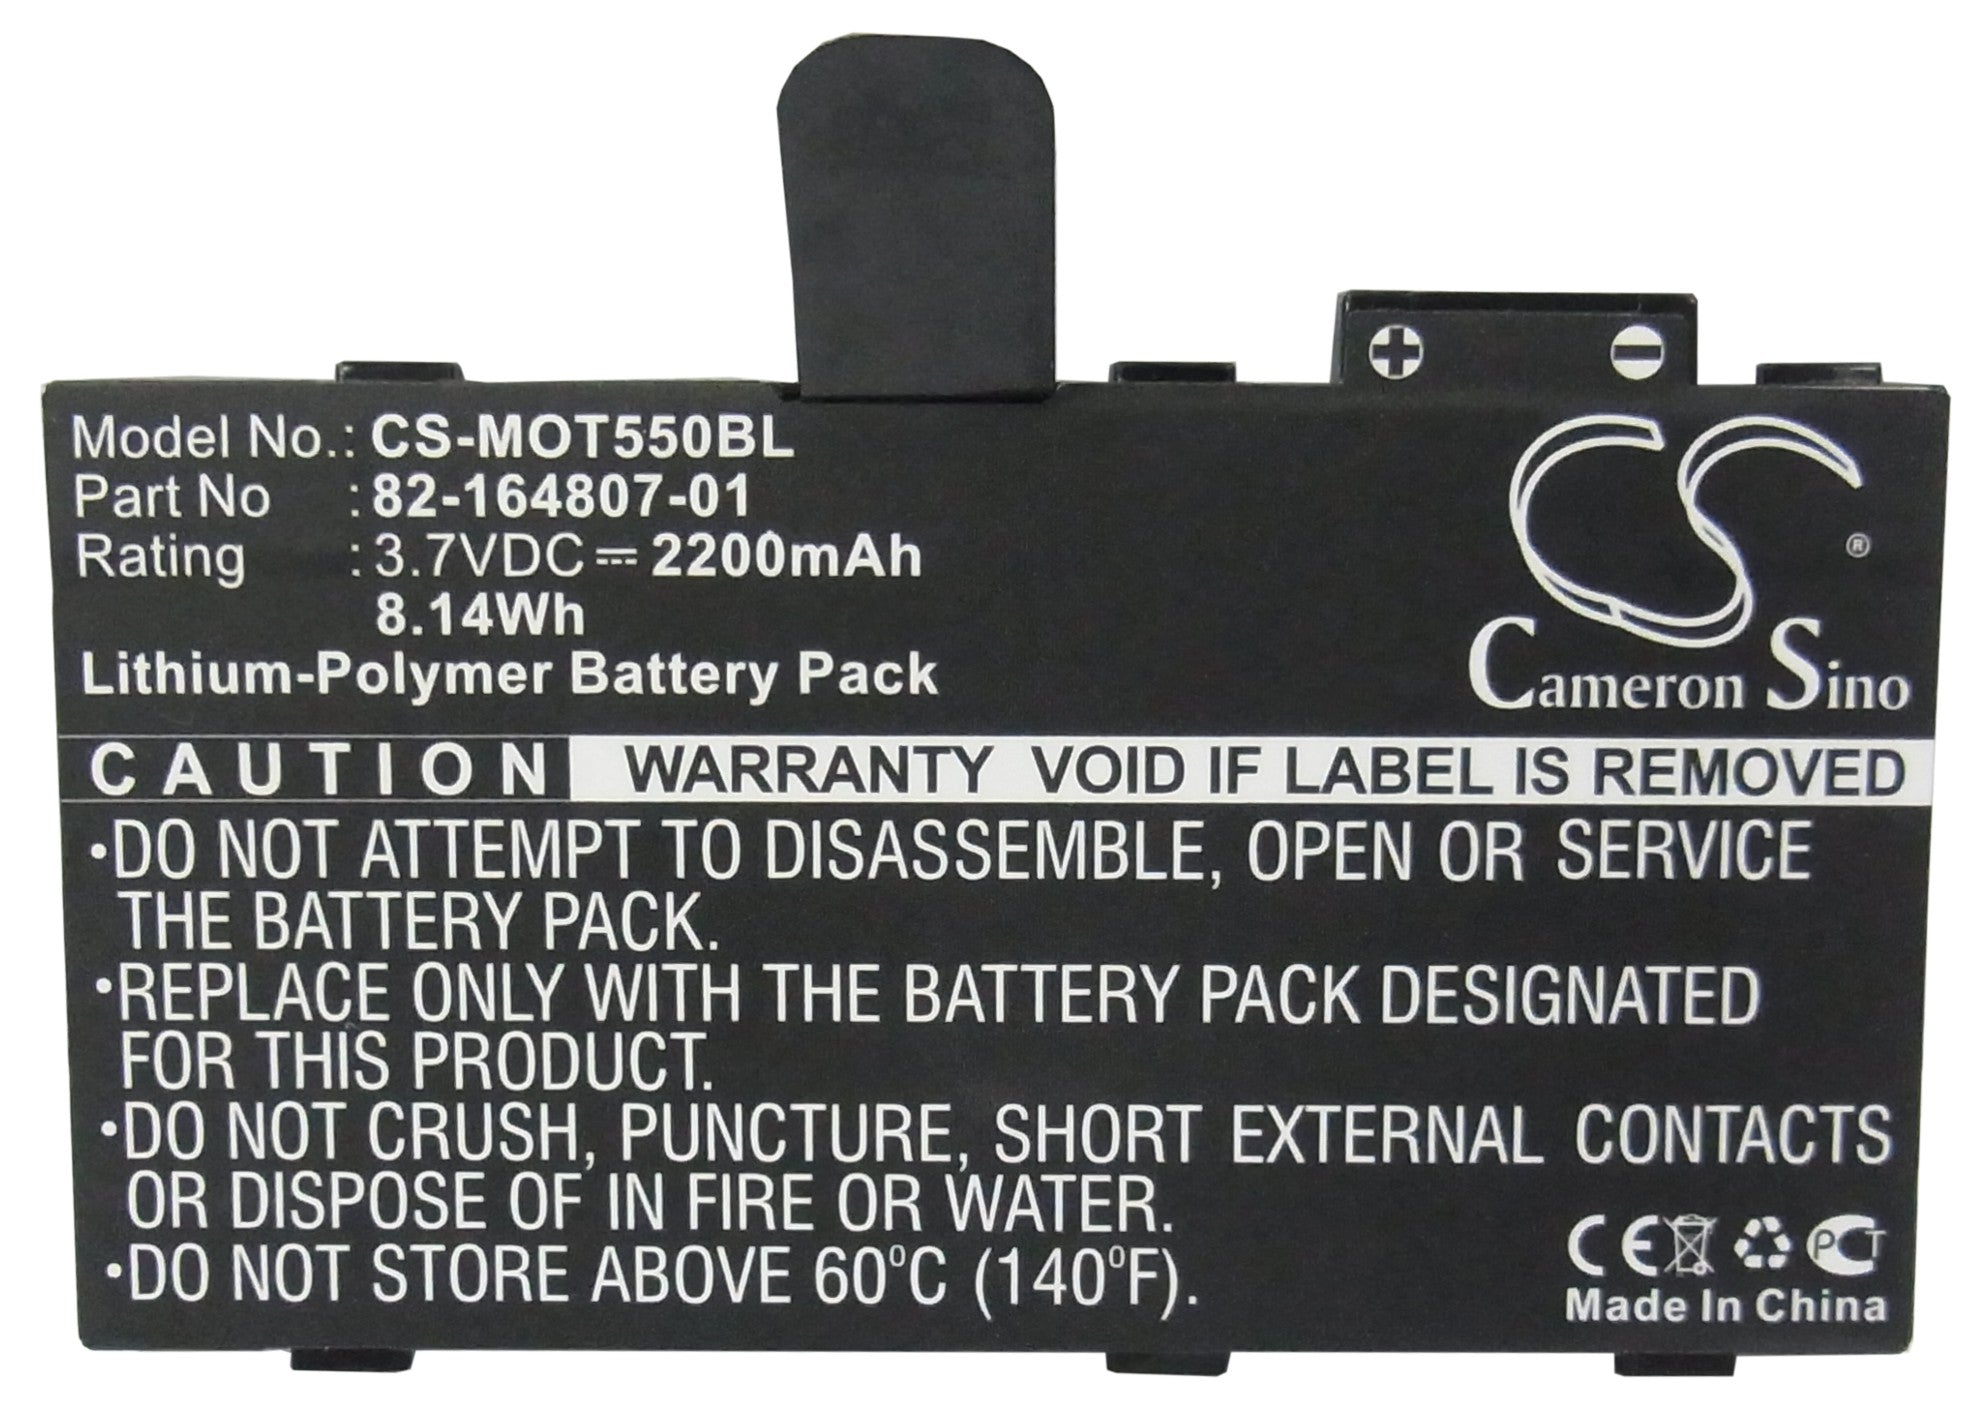 + −
Model No.: CS-MOT550BL
Part No : 82-164807-01
Rating : 3.7VDC ⎓ 2200mAh
8.14Wh
Lithium-Polymer Battery Pack
CS ®
Cameron Sino
CAUTION WARRANTY VOID IF LABEL IS REMOVED
•DO NOT ATTEMPT TO DISASSEMBLE, OPEN OR SERVICE
THE BATTERY PACK.
•REPLACE ONLY WITH THE BATTERY PACK DESIGNATED
FOR THIS PRODUCT.
•DO NOT CRUSH, PUNCTURE, SHORT EXTERNAL CONTACTS
OR DISPOSE OF IN FIRE OR WATER.
•DO NOT STORE ABOVE 60°C (140°F).
CE PCT
Made In China